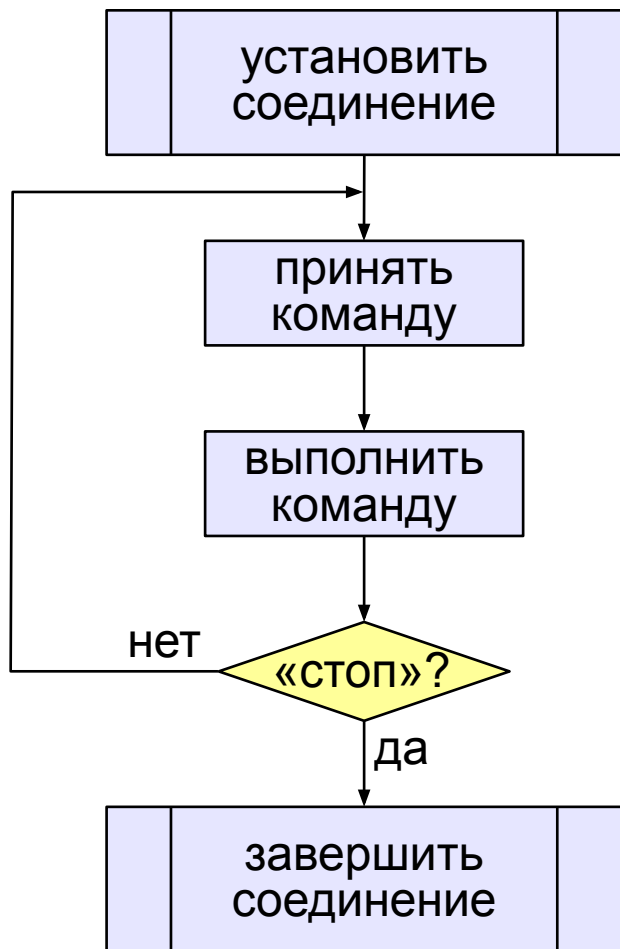 установить
соединение
принять
команду
выполнить
команду
нет
«стоп»?
да
завершить
соединение